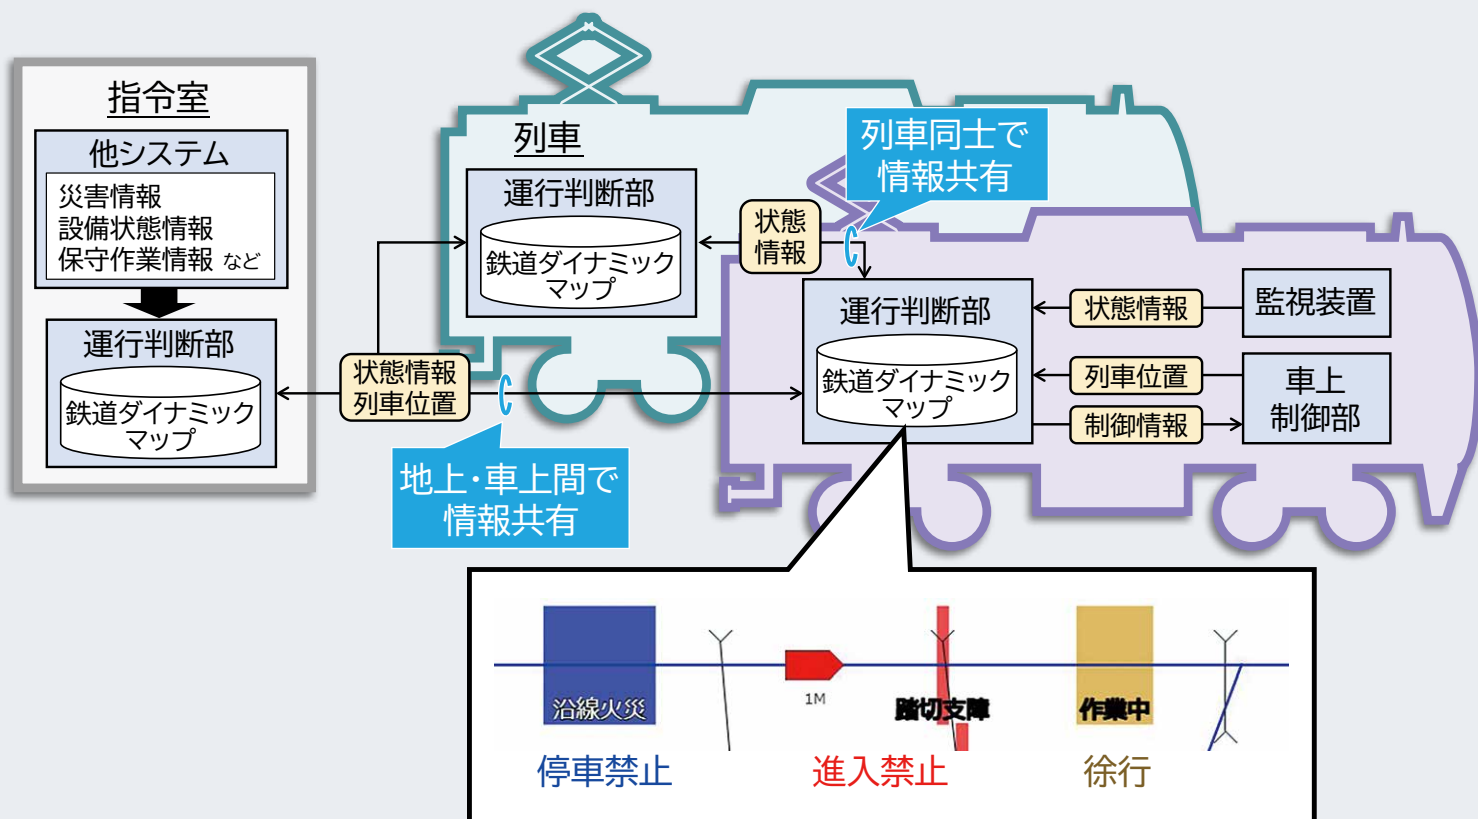 指令室
他システム
災害情報
設備状態情報
保守作業情報 など
運行判断部
鉄道ダイナミック
マップ
状態情報
列車位置
地上・車上間で
情報共有
列車
運行判断部
鉄道ダイナミック
マップ
状態
情報
列車同士で
情報共有
運行判断部
鉄道ダイナミック
マップ
状態情報
監視装置
列車位置
制御情報
車上
制御部
沿線火災
1M
踏切支障
作業中
停車禁止
進入禁止
徐行